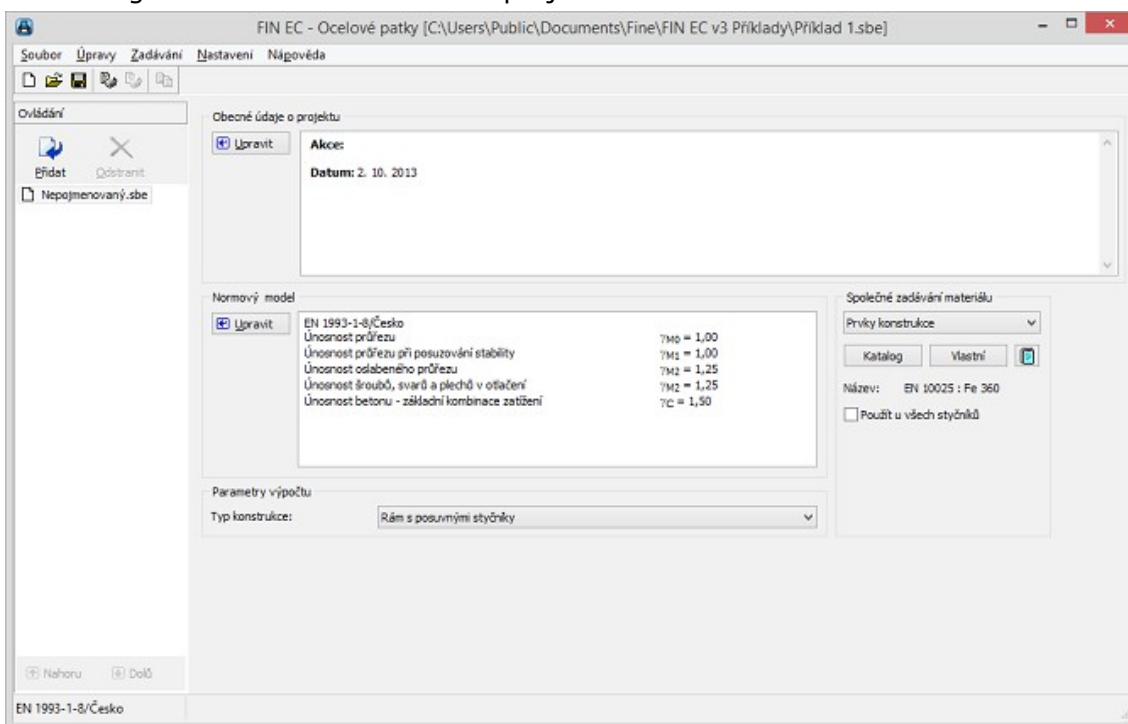 FIN EC - Ocelové patky [C:\Users\Public\Documents\Fine\FIN EC v3 Příklady\Příklad 1.sbe]
Soubor Úpravy Zadávání Nastavení Nápověda
Ovládání
Přidat Odstranit
Nepojmenovaný.sbe
Obecné údaje o projektu
Upravit
Akce:
Datum: 2. 10. 2013
Normový model
Upravit
EN 1993-1-8/Česko
Únosnost průřezu γM0 = 1,00
Únosnost průřezu při posuzování stability γM1 = 1,00
Únosnost oslabeného průřezu γM2 = 1,25
Únosnost šroubů, svarů a plechů v otlačení γM2 = 1,25
Únosnost betonu - základní kombinace zatížení γC = 1,50
Společné zadávání materiálu
Prvky konstrukce
Katalog Vlastní
Název: EN 10025 : Fe 360
Použít u všech styčníků
Parametry výpočtu
Typ konstrukce: Rám s posuvnými styčníky
Nahoru Dolů
EN 1993-1-8/Česko